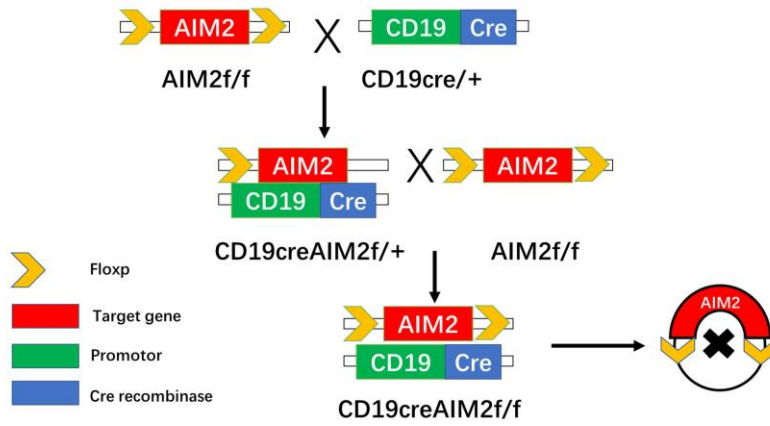 AIM2
CD19 Cre
AIM2f/f
CD19cre/+
AIM2
CD19 Cre
AIM2
CD19creAIM2f/+
AIM2f/f
Floxp
Target gene
Promotor
Cre recombinase
AIM2
CD19 Cre
CD19creAIM2f/f
AIM2